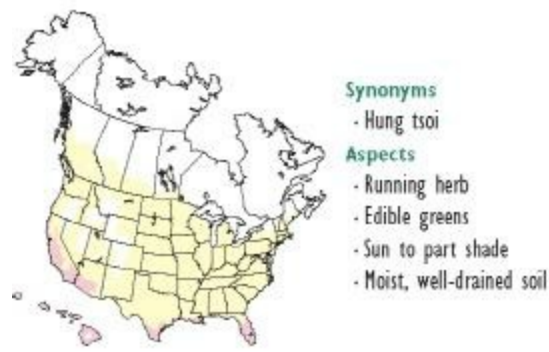 Synonyms
- Hung tsoi
Aspects
- Running herb
- Edible greens
- Sun to part shade
- Moist, well-drained soil